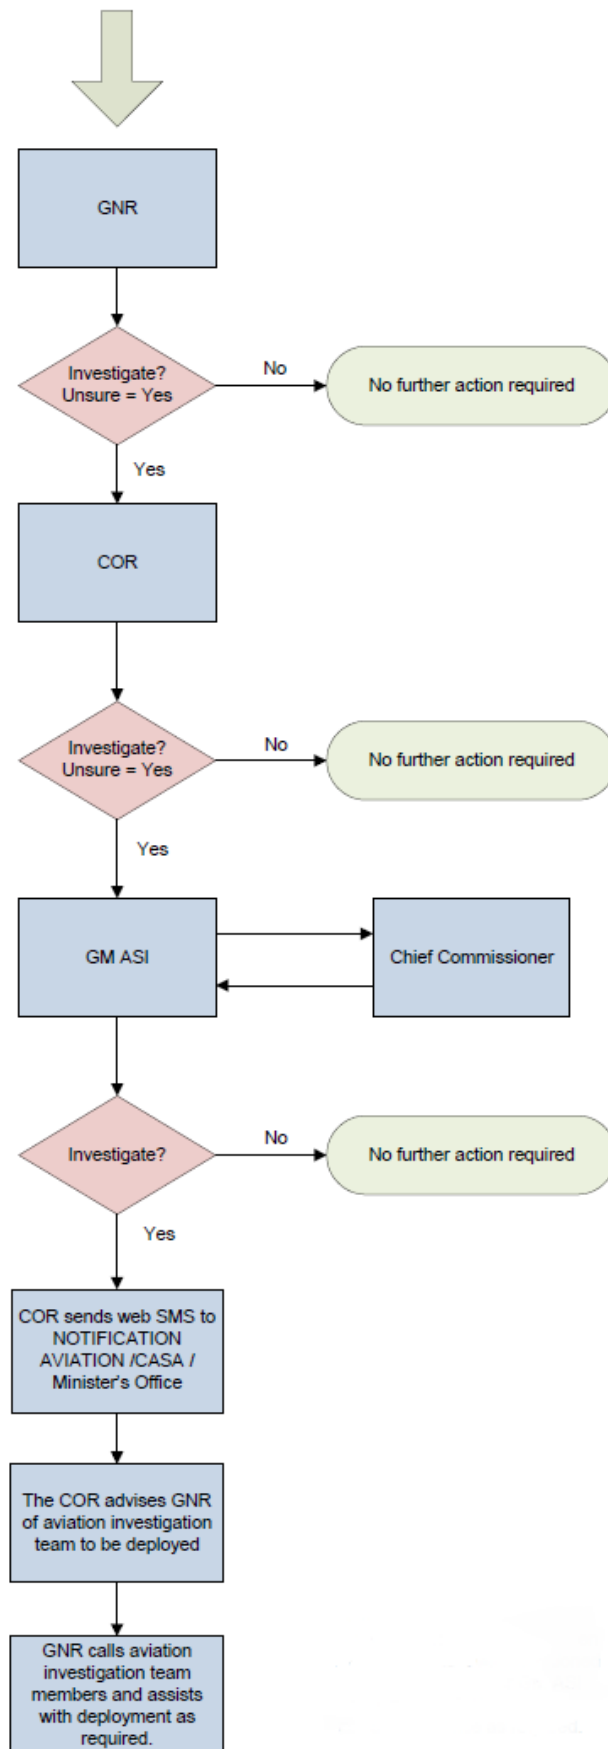 GNR
Investigate?
Unsure = Yes
No
No further action required
Yes
COR
Investigate?
Unsure = Yes
No
No further action required
Yes
GM ASI
Chief Commissioner
Investigate?
No
No further action required
Yes
COR sends web SMS to
NOTIFICATION
AVIATION /CASA /
Minister's Office
The COR advises GNR
of aviation investigation
team to be deployed
GNR calls aviation
investigation team
members and assists
with deployment as
required.